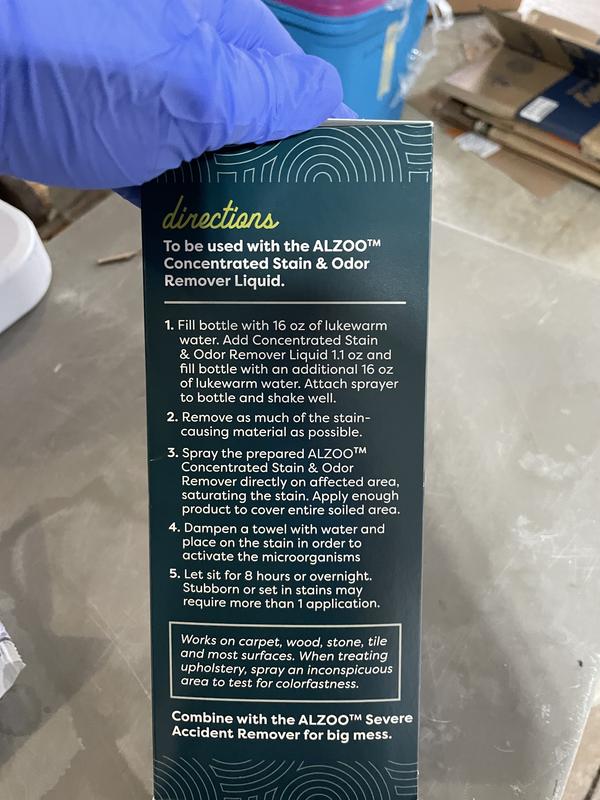 directions
To be used with the ALZOO™
Concentrated Stain & Odor
Remover Liquid.
1. Fill bottle with 16 oz of lukewarm
water. Add Concentrated Stain
& Odor Remover Liquid 1.1 oz and
fill bottle with an additional 16 oz
of lukewarm water. Attach sprayer
to bottle and shake well.
2. Remove as much of the stain-
causing material as possible.
3. Spray the prepared ALZOO™
Concentrated Stain & Odor
Remover directly on affected area,
saturating the stain. Apply enough
product to cover entire soiled area.
4. Dampen a towel with water and
place on the stain in order to
activate the microorganisms
5. Let sit for 8 hours or overnight.
Stubborn or set in stains may
require more than 1 application.
Works on carpet, wood, stone, tile
and most surfaces. When treating
upholstery, spray an inconspicuous
area to test for colorfastness.
Combine with the ALZOO™ Severe
Accident Remover for big mess.